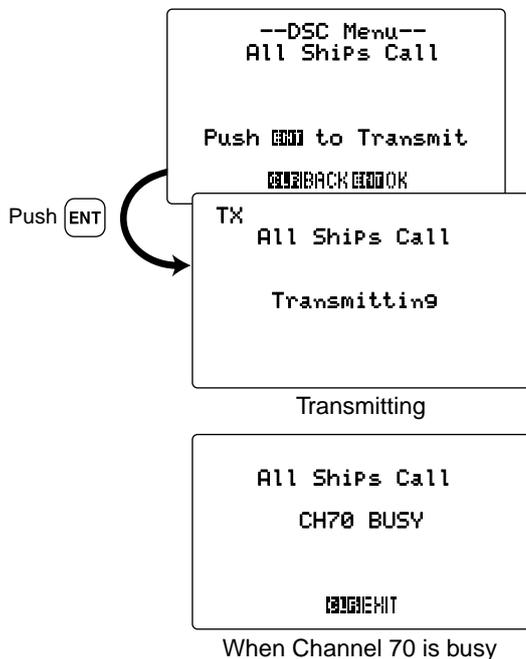 --DSC Menu--
All Ships Call
Push ENT to Transmit
CLR BACK ENT OK
Push ENT
TX
All Ships Call
Transmitting
Transmitting
All Ships Call
CH70 BUSY
CLR EXIT
When Channel 70 is busy